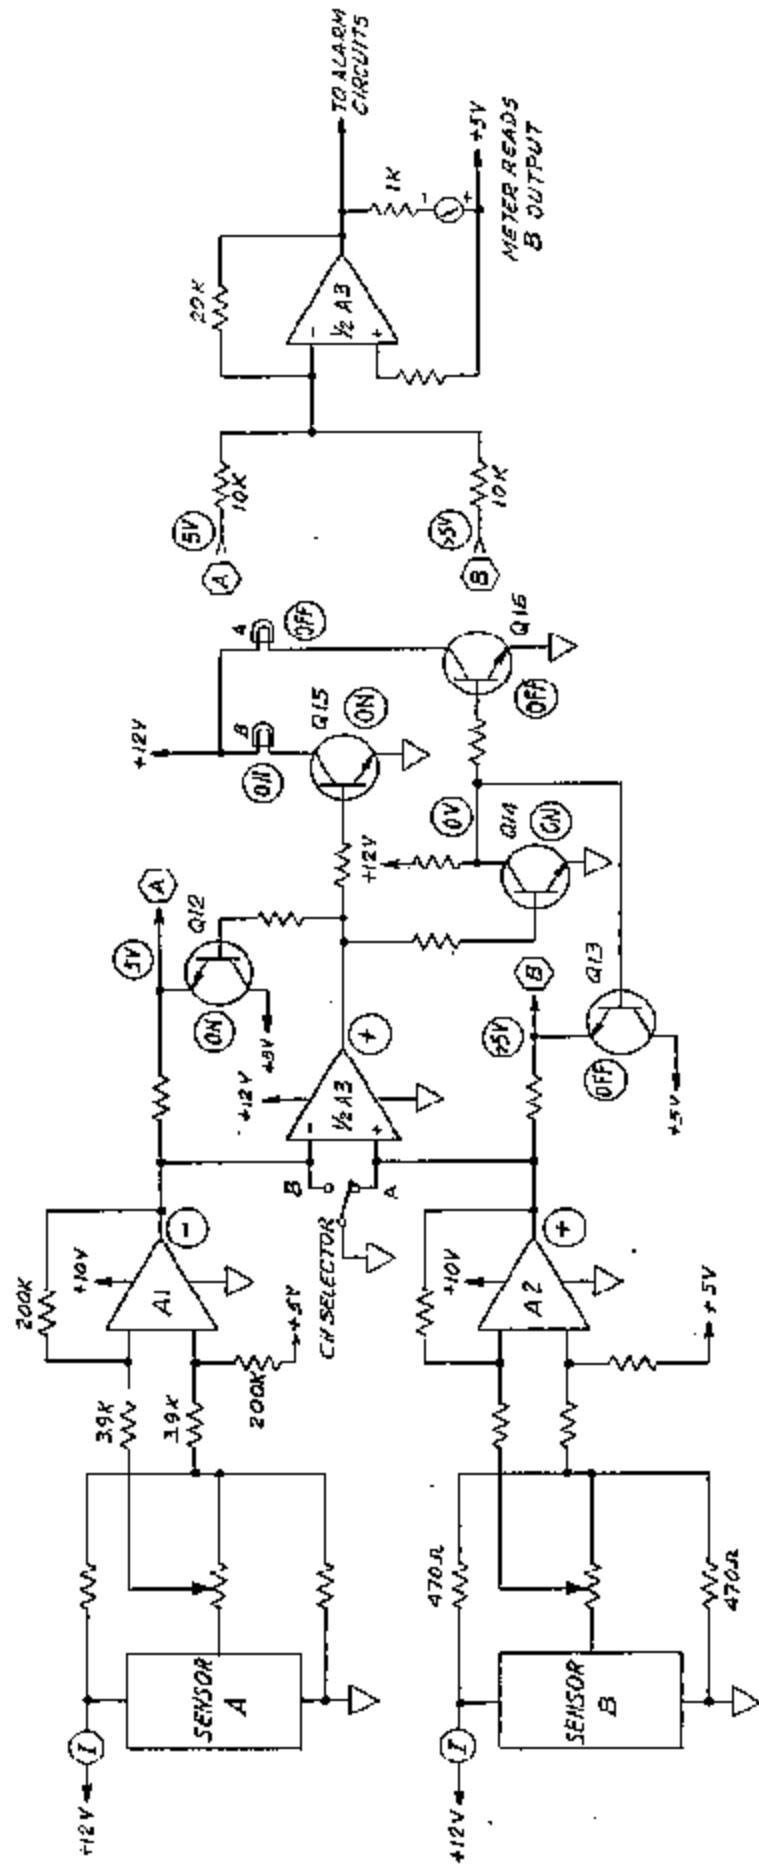 +12V
I
SENSOR
A
3.9K
3.9K
200K
200K
+10V
A1
-
+5V
CH SELECTOR
B
A
-
+
½ A3
+12V
+
5V
A
Q12
ON
+5V
+12V
B
ON
Q15
ON
A
OFF
+12V
0V
Q14
ON
Q16
OFF
Q13
OFF
+5V
>5V
B
+12V
I
SENSOR
B
470Ω
470Ω
+10V
A2
+
+5V
A
5V
10K
B
>5V
10K
20K
-
+
½ A3
TO ALARM
CIRCUITS
1K
-
+
+5V
METER READS
B OUTPUT